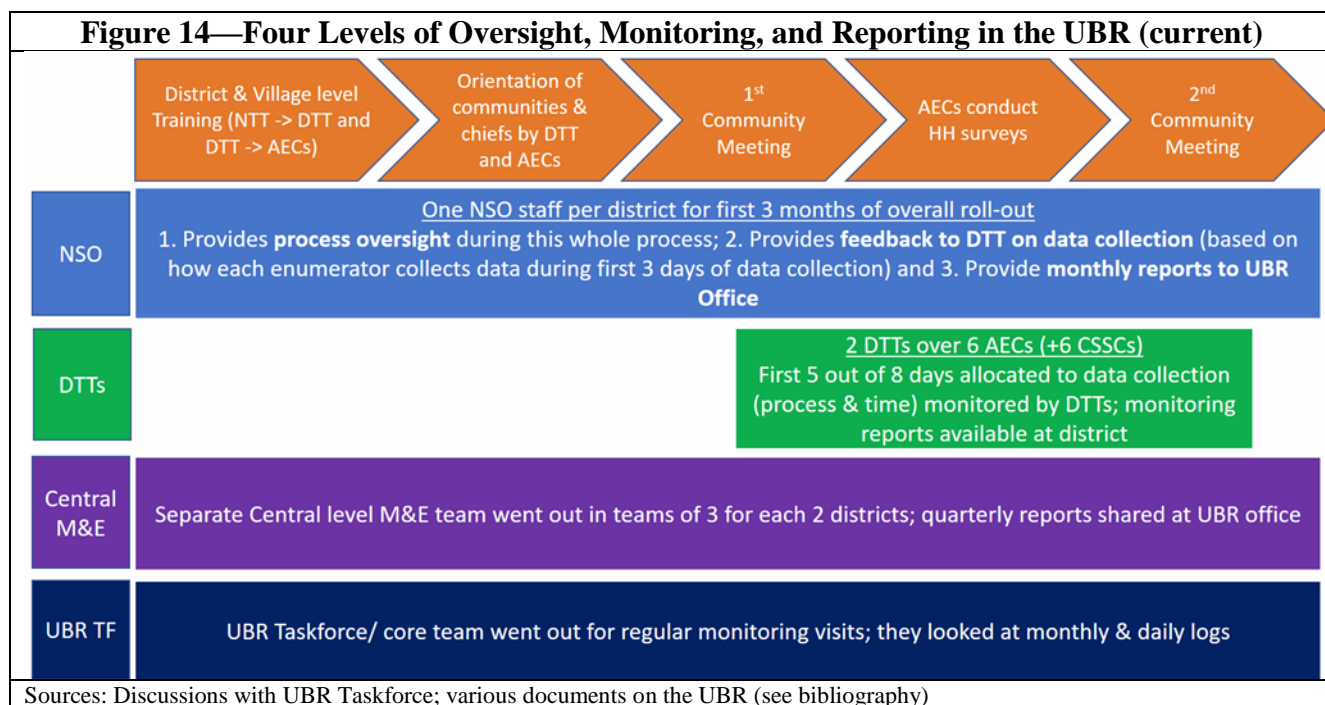 Figure 14—Four Levels of Oversight, Monitoring, and Reporting in the UBR (current)
District & Village level
Training (NTT -> DTT and
DTT -> AECs)
Orientation of
communities &
chiefs by DTT
and AECs
1st
Community
Meeting
AECs conduct
HH surveys
2nd
Community
Meeting
NSO
One NSO staff per district for first 3 months of overall roll-out
1. Provides process oversight during this whole process; 2. Provides feedback to DTT on data collection (based on
how each enumerator collects data during first 3 days of data collection) and 3. Provide monthly reports to UBR
Office
DTTs
2 DTTs over 6 AECs (+6 CSSCs)
First 5 out of 8 days allocated to data collection
(process & time) monitored by DTTs; monitoring
reports available at district
Central
M&E
Separate Central level M&E team went out in teams of 3 for each 2 districts; quarterly reports shared at UBR office
UBR TF
UBR Taskforce/ core team went out for regular monitoring visits; they looked at monthly & daily logs
Sources: Discussions with UBR Taskforce; various documents on the UBR (see bibliography)